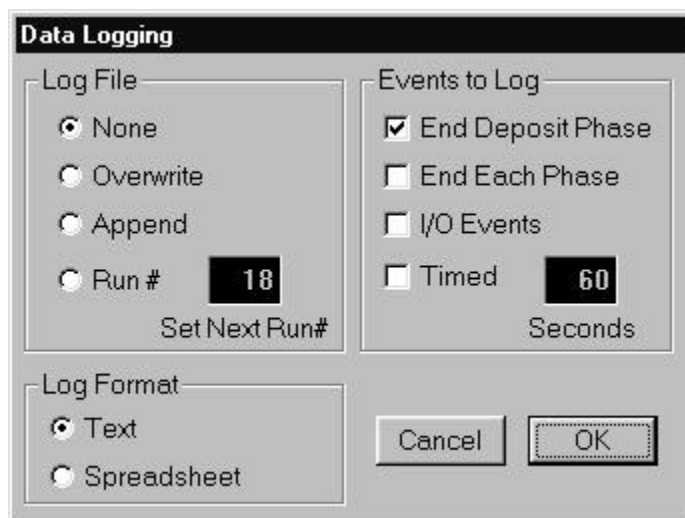 Data Logging
Log File
None
Overwrite
Append
Run # 18
Set Next Run#
Events to Log
End Deposit Phase
End Each Phase
I/O Events
Timed 60
Seconds
Log Format
Text
Spreadsheet
Cancel
OK